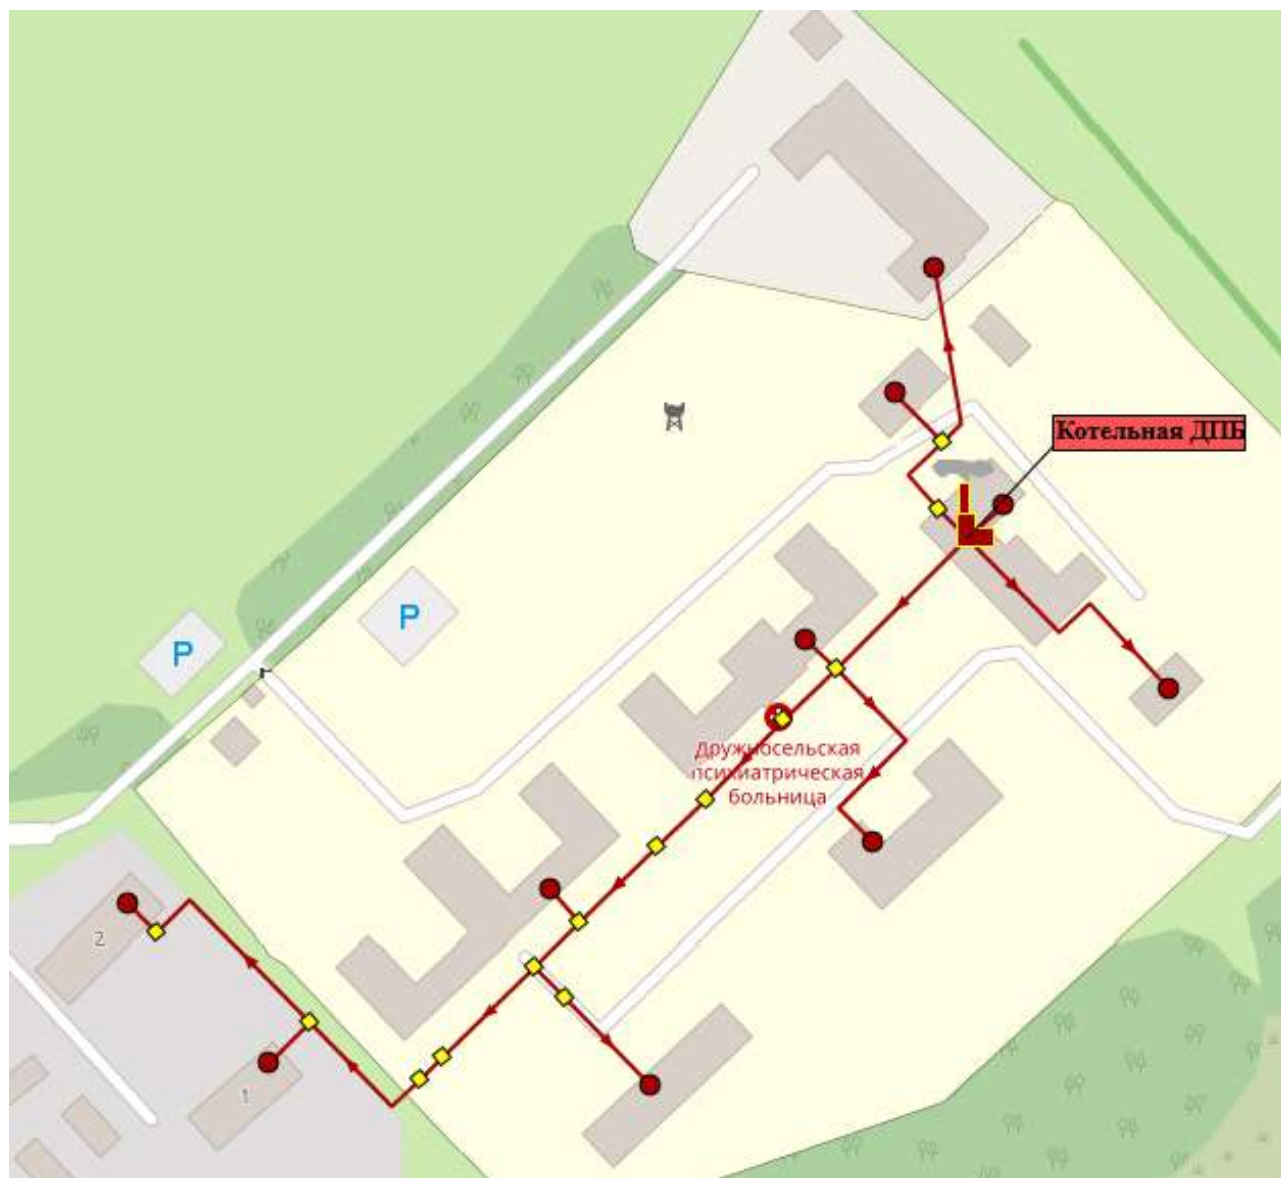 Котельная ДПБ
P
P
Дружносельская
психиатрическая
больница
2
1